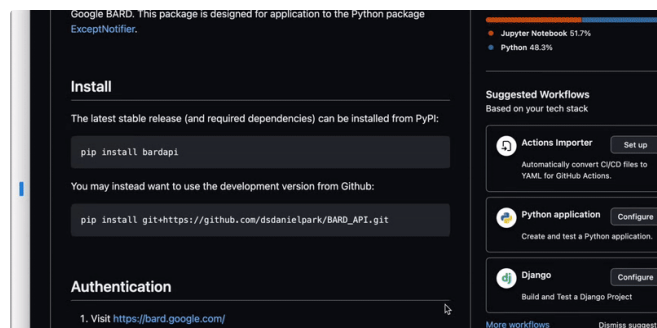 Google BARD. This package is designed for application to the Python package
ExceptNotifier.
Install
The latest stable release (and required dependencies) can be installed from PyPI:
pip install bardapi
You may instead want to use the development version from Github:
pip install git+https://github.com/dsdanielpark/BARD_API.git
Authentication
1. Visit https://bard.google.com/
Jupyter Notebook 51.7%
Python 48.3%
Suggested Workflows
Based on your tech stack
Actions Importer
Set up
Automatically convert CI/CD files to
YAML for GitHub Actions.
Python application
Configure
Create and test a Python application.
dj
Django
Configure
Build and Test a Django Project
More workflows
Dismiss suggest